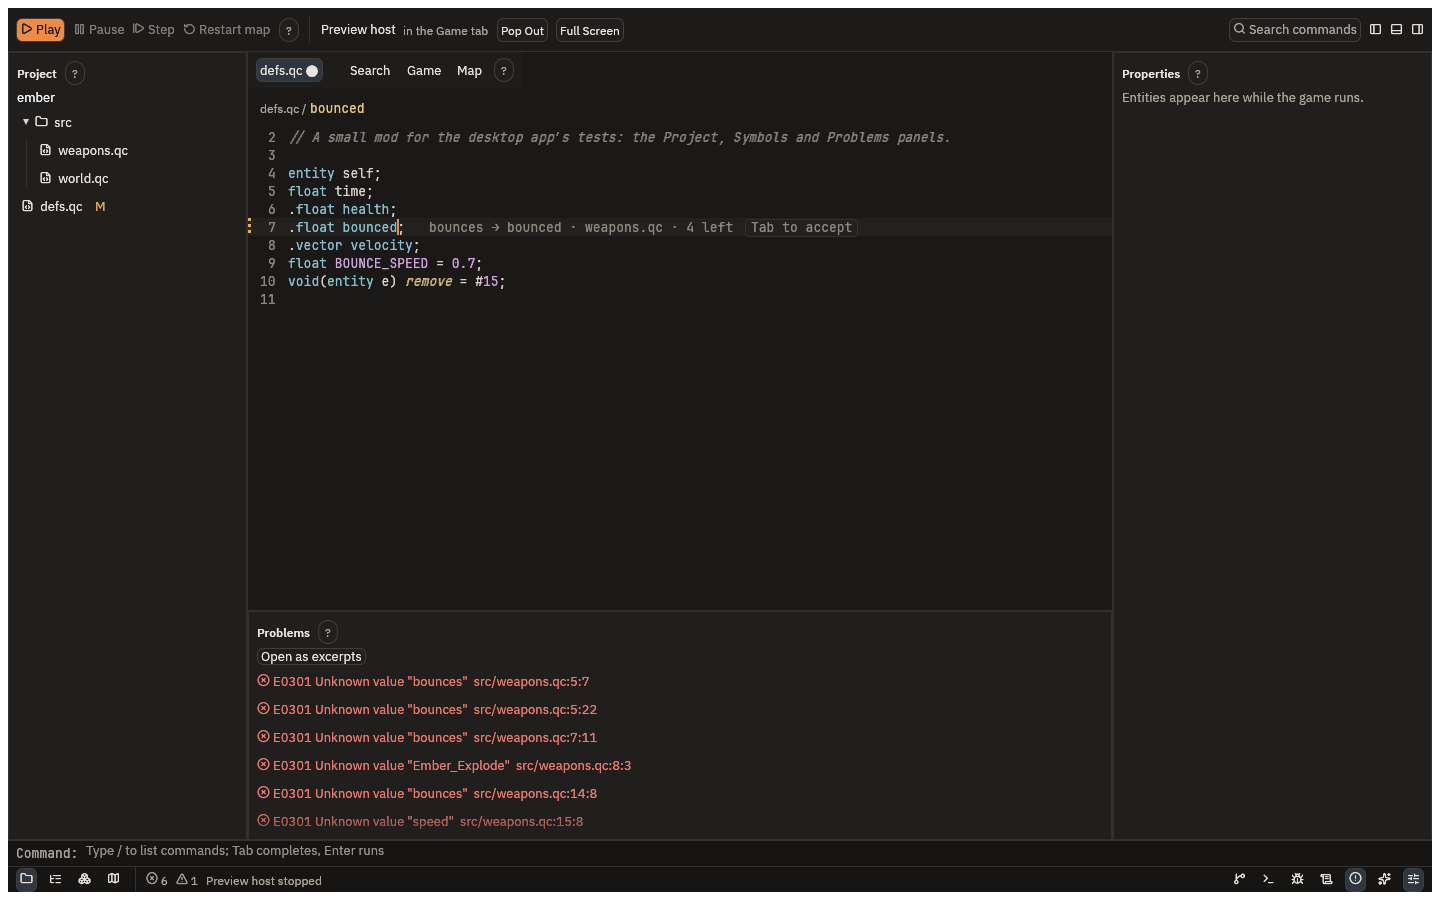 Play Pause Step Restart map ? Preview host in the Game tab Pop Out Full Screen Search commands
Project ?
ember
src
weapons.qc
world.qc
defs.qc M
defs.qc Search Game Map ?
defs.qc / bounced
2 // A small mod for the desktop app's tests: the Project, Symbols and Problems panels.
3
4 entity self;
5 float time;
6 .float health;
7 .float bounced; bounces → bounced · weapons.qc · 4 left Tab to accept
8 .vector velocity;
9 float BOUNCE_SPEED = 0.7;
10 void(entity e) remove = #15;
11
Problems ?
Open as excerpts
E0301 Unknown value "bounces" src/weapons.qc:5:7
E0301 Unknown value "bounces" src/weapons.qc:5:22
E0301 Unknown value "bounces" src/weapons.qc:7:11
E0301 Unknown value "Ember_Explode" src/weapons.qc:8:3
E0301 Unknown value "bounces" src/weapons.qc:14:8
E0301 Unknown value "speed" src/weapons.qc:15:8
Properties ?
Entities appear here while the game runs.
Command: Type / to list commands; Tab completes, Enter runs
6 1 Preview host stopped